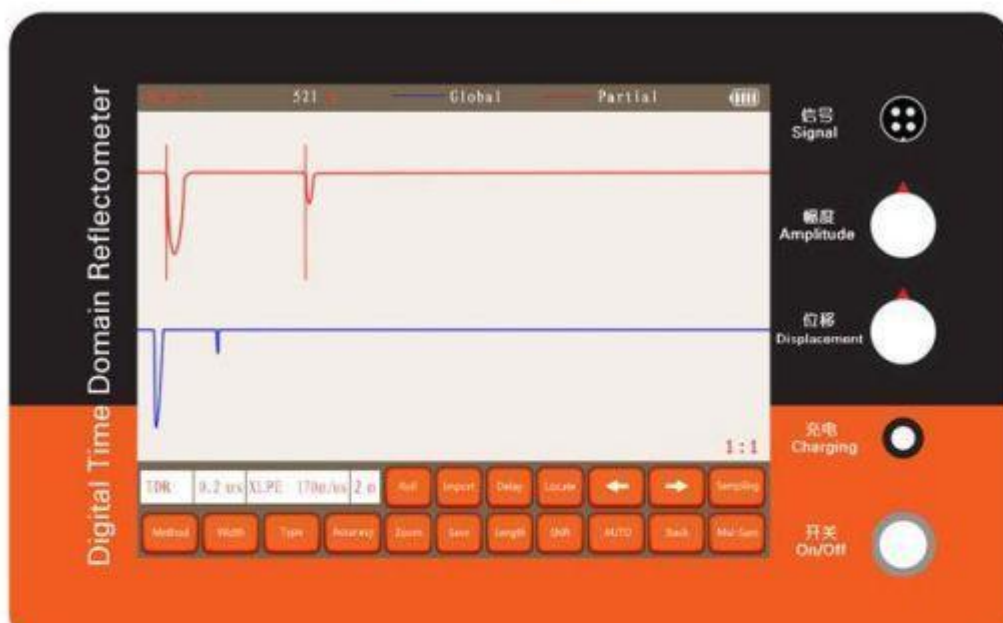 Digital Time Domain Reflectometer
521 Global Partial
信号
Signal
幅度
Amplitude
位移
Displacement
1:1
充电
Charging
TDR 0.2 us XLPE 170m/us 2 m Import Delay Locate Sampling
Method Width Type Accuracy Zoom Save Length Shift AUTO Back
开关
On/Off